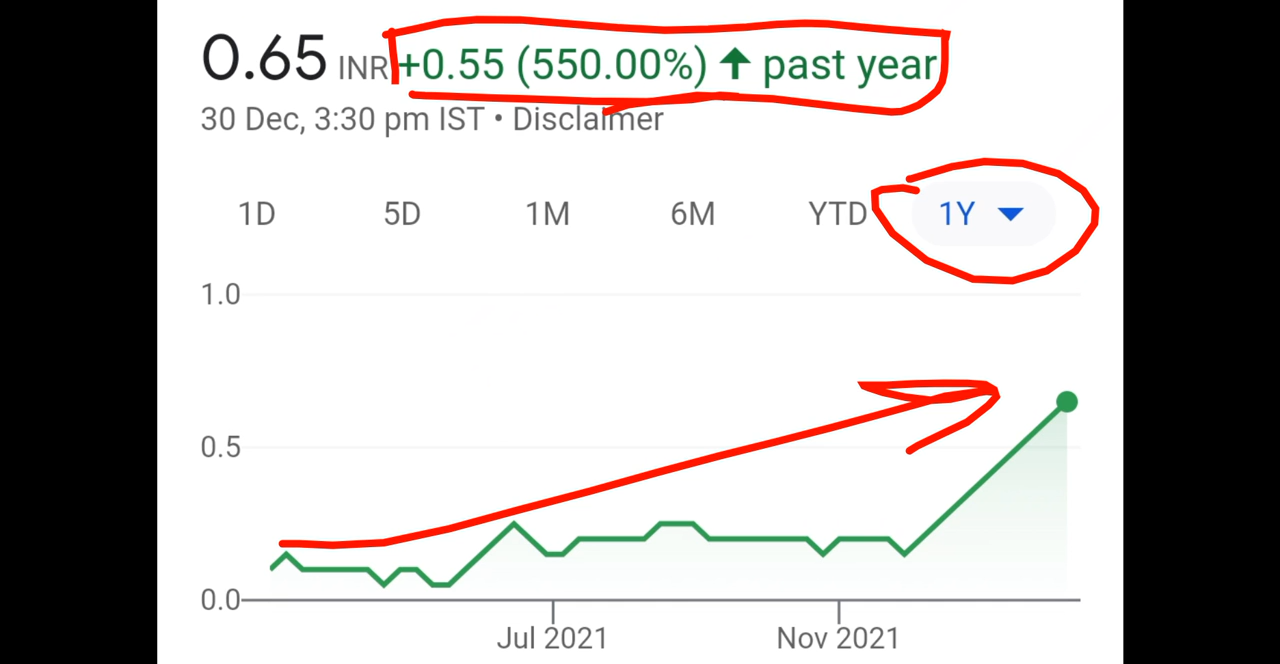 0.65 INR +0.55 (550.00%) ↑ past year
30 Dec, 3:30 pm IST • Disclaimer
1D 5D 1M 6M YTD 1Y
1.0
0.5
0.0
Jul 2021 Nov 2021